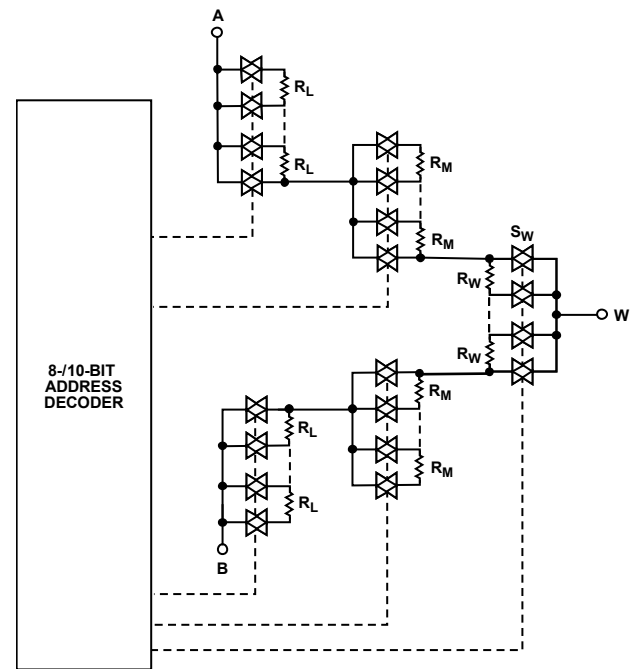 A
RL
RL
RM
RM
SW
RW
W
RW
8-/10-BIT
ADDRESS
DECODER
RM
RL
RM
RL
B